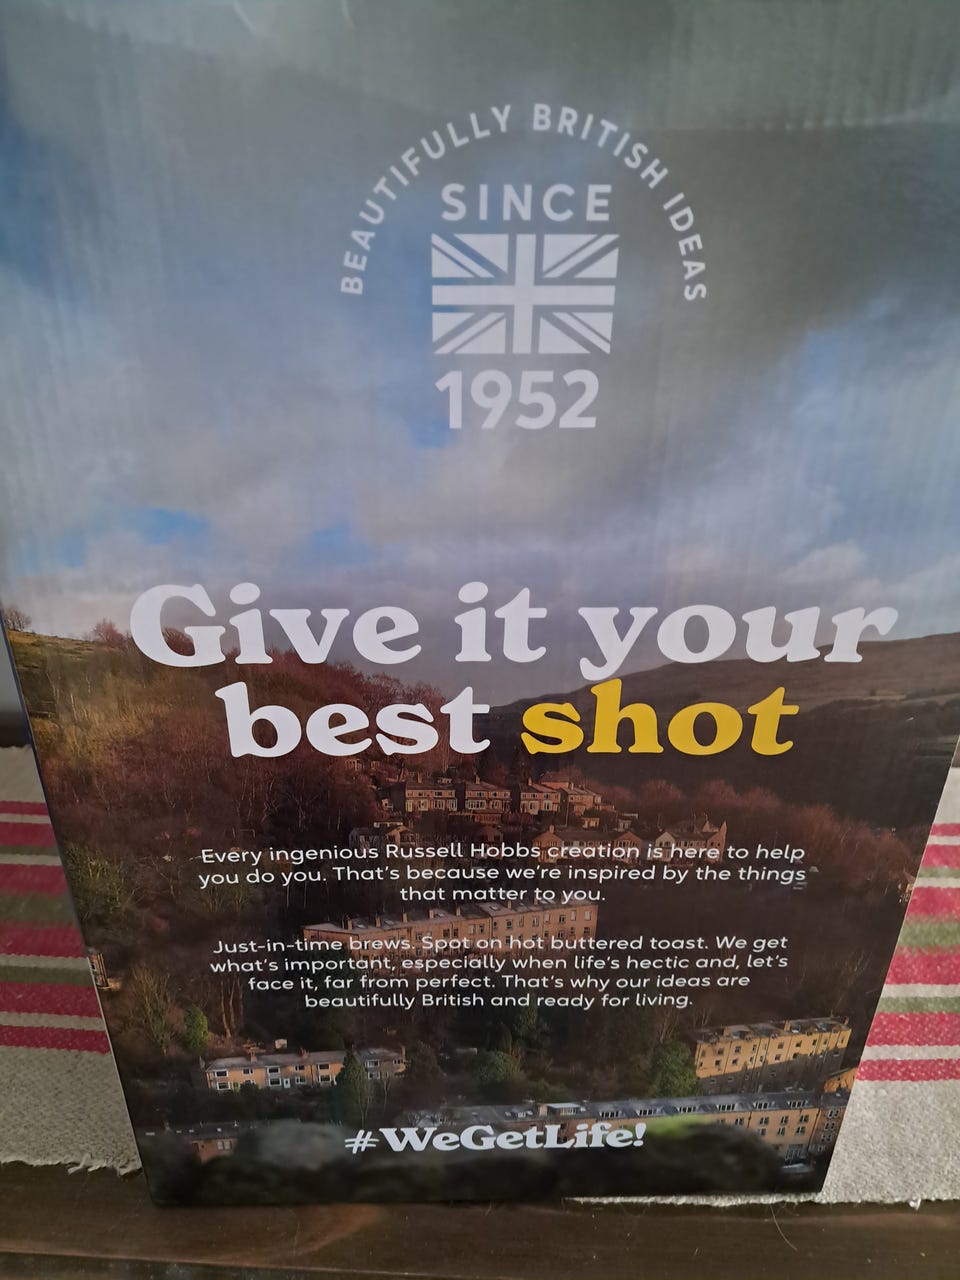 BEAUTIFULLY BRITISH IDEAS
SINCE
1952
Give it your
best shot
Every ingenious Russell Hobbs creation is here to help
you do you. That's because we're inspired by the things
that matter to you.
Just-in-time brews. Spot on hot buttered toast. We get
what's important, especially when life's hectic and, let's
face it, far from perfect. That's why our ideas are
beautifully British and ready for living.
#WeGetLife!